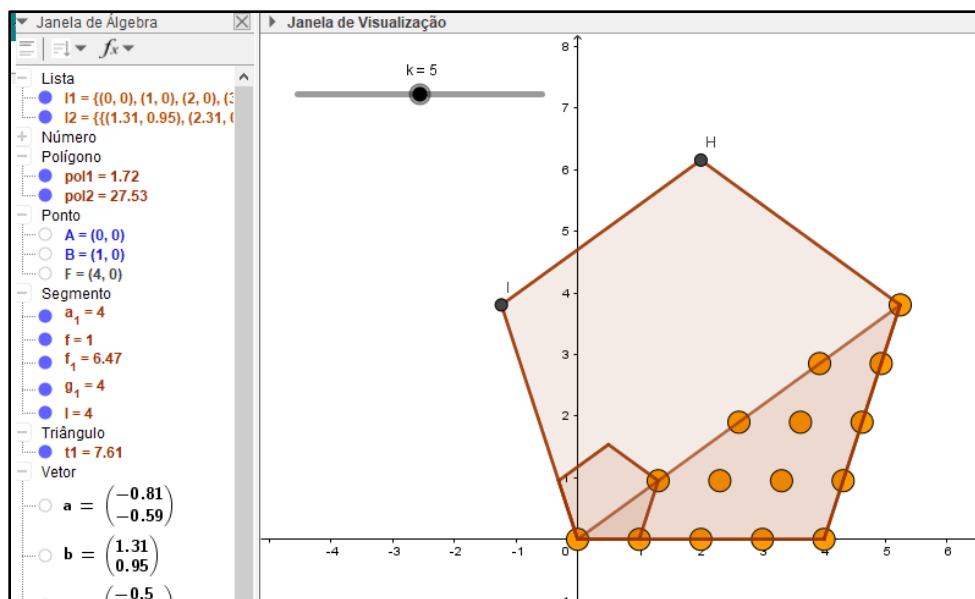 Janela de Álgebra
fx
Lista
l1 = {(0, 0), (1, 0), (2, 0), (3
l2 = {{(1.31, 0.95), (2.31, 0
Número
Polígono
pol1 = 1.72
pol2 = 27.53
Ponto
A = (0, 0)
B = (1, 0)
F = (4, 0)
Segmento
a₁ = 4
f = 1
f₁ = 6.47
g₁ = 4
l = 4
Triângulo
t1 = 7.61
Vetor
a = (-0.81
-0.59)
b = (1.31
0.95)
(-0.5
Janela de Visualização
k = 5
8
7
H
6
5
I
4
3
2
1
-4 -3 -2 -1 0 1 2 3 4 5 6